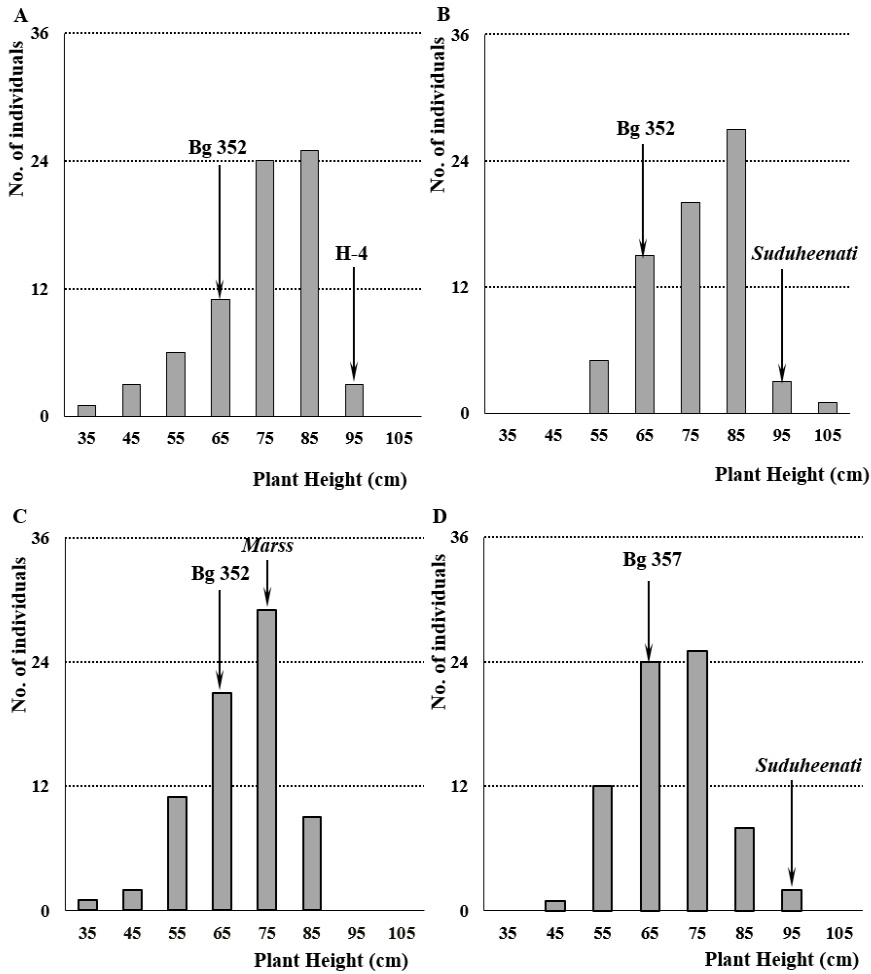 A
No. of individuals
36
24
12
0
Bg 352
H-4
35 45 55 65 75 85 95 105
Plant Height (cm)
B
No. of individuals
36
24
12
0
Bg 352
Suduheenati
35 45 55 65 75 85 95 105
Plant Height (cm)
C
No. of individuals
36
24
12
0
Marss
Bg 352
35 45 55 65 75 85 95 105
Plant Height (cm)
D
No. of individuals
36
24
12
0
Bg 357
Suduheenati
35 45 55 65 75 85 95 105
Plant Height (cm)